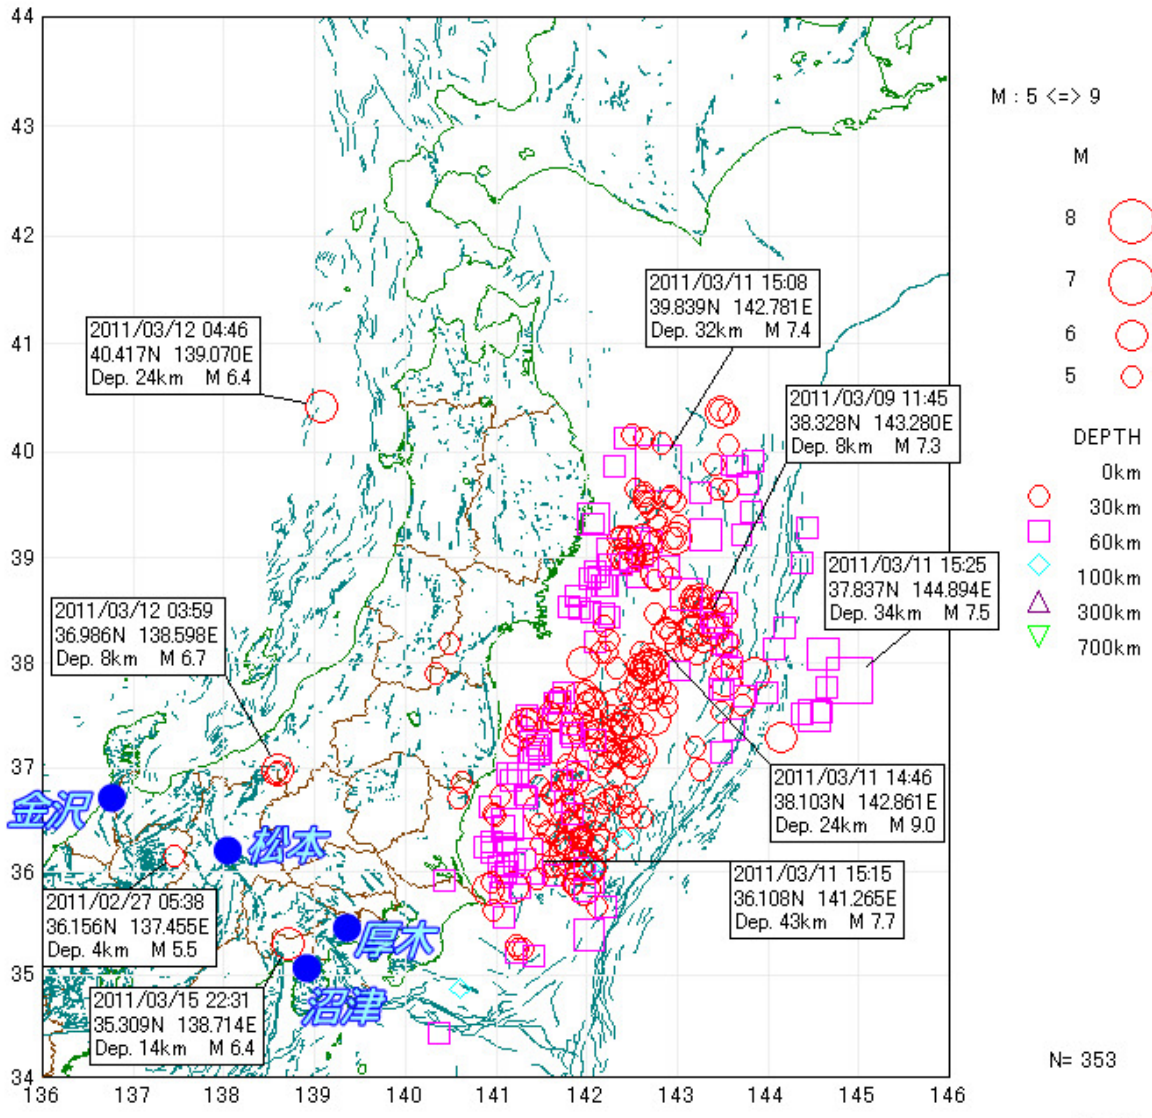 44
43
42
41
40
39
38
37
36
35
34
136
137
138
139
140
141
142
143
144
145
146
2011/03/11 15:08
39.839N 142.781E
Dep. 32km M 7.4
2011/03/12 04:46
40.417N 139.070E
Dep. 24km M 6.4
2011/03/09 11:45
38.328N 143.280E
Dep. 8km M 7.3
2011/03/11 15:25
37.837N 144.894E
Dep. 34km M 7.5
2011/03/12 03:59
36.986N 138.598E
Dep. 8km M 6.7
2011/03/11 14:46
38.103N 142.861E
Dep. 24km M 9.0
2011/03/11 15:15
36.108N 141.265E
Dep. 43km M 7.7
2011/02/27 05:38
36.156N 137.455E
Dep. 4km M 5.5
2011/03/15 22:31
35.309N 138.714E
Dep. 14km M 6.4
金沢
松本
厚木
沼津
M : 5 <=> 9
M
8
7
6
5
DEPTH
0km
30km
60km
100km
300km
700km
N= 353